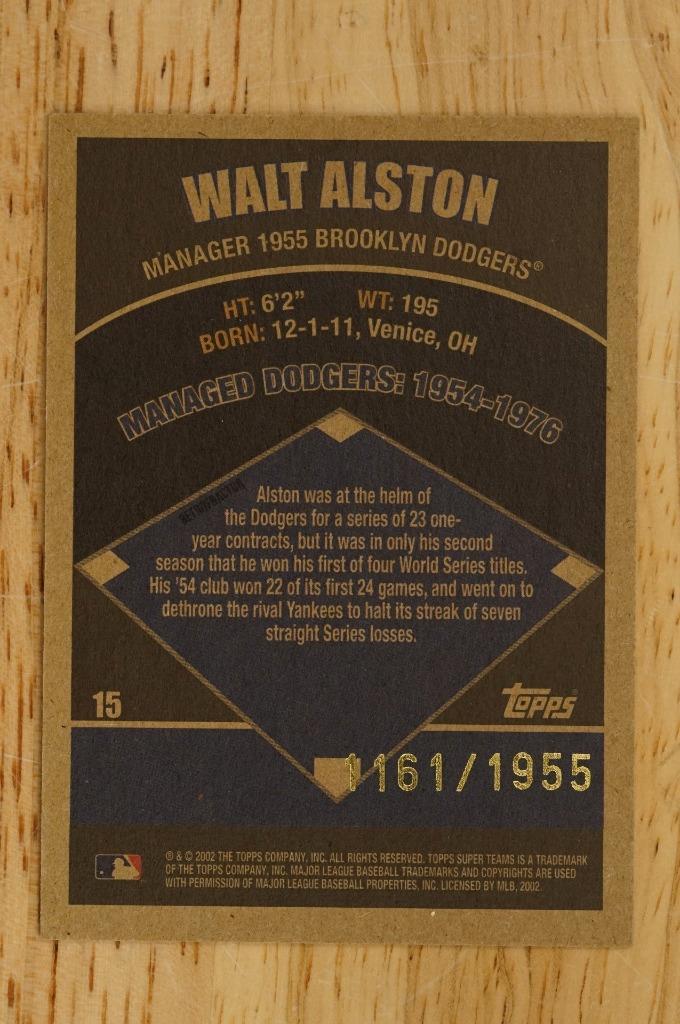 WALT ALSTON
MANAGER 1955 BROOKLYN DODGERS®
HT: 6'2" WT: 195
BORN: 12-1-11, Venice, OH
MANAGED DODGERS: 1954-1976
RETROFRACTOR
Alston was at the helm of
the Dodgers for a series of 23 one-
year contracts, but it was in only his second
season that he won his first of four World Series titles.
His '54 club won 22 of its first 24 games, and went on to
dethrone the rival Yankees to halt its streak of seven
straight Series losses.
15
topps®
1161/1955
® & © 2002 THE TOPPS COMPANY, INC. ALL RIGHTS RESERVED. TOPPS SUPER TEAMS IS A TRADEMARK
OF THE TOPPS COMPANY, INC. MAJOR LEAGUE BASEBALL TRADEMARKS AND COPYRIGHTS ARE USED
WITH PERMISSION OF MAJOR LEAGUE BASEBALL PROPERTIES, INC. LICENSED BY MLB, 2002.